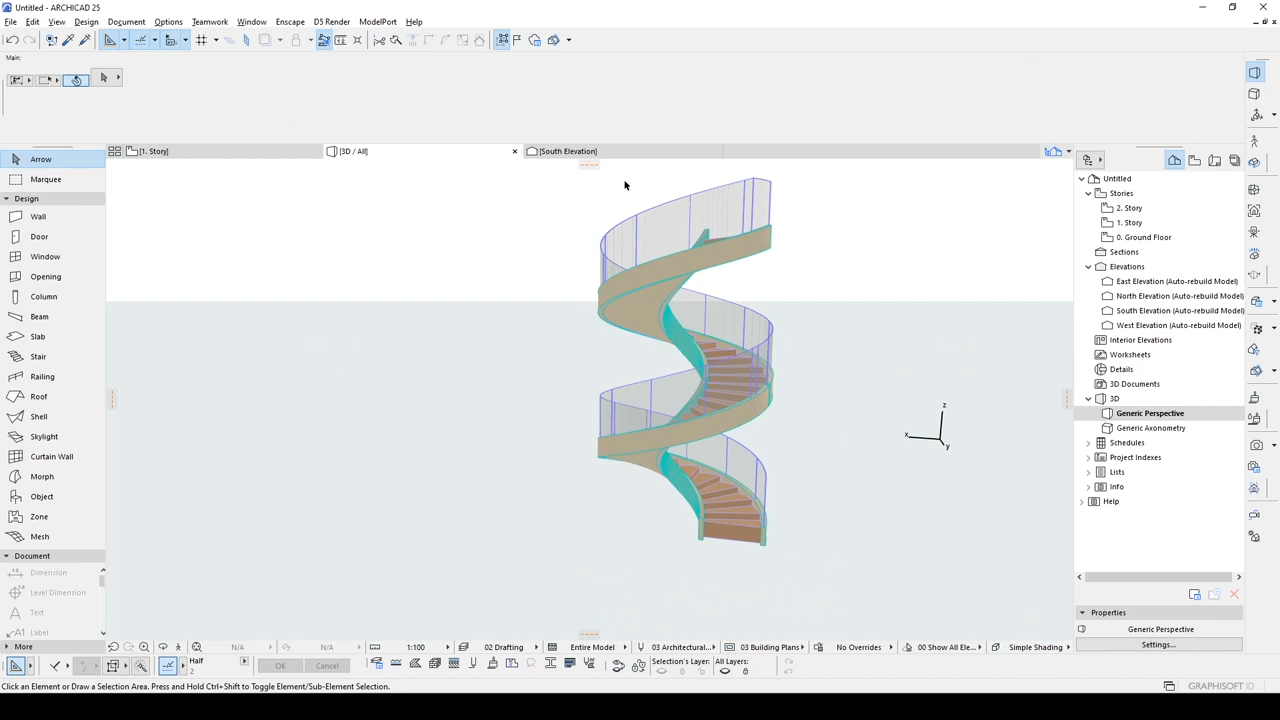 Untitled - ARCHICAD 25
File Edit View Design Document Options Teamwork Window Enscape D5 Render ModelPort Help
Main:
[1. Story]
[3D / All]
[South Elevation]
Arrow
Marquee
Design
Wall
Door
Window
Opening
Column
Beam
Slab
Stair
Railing
Roof
Shell
Skylight
Curtain Wall
Morph
Object
Zone
Mesh
Document
Dimension
Level Dimension
Text
A1 Label
More
z
x
y
Untitled
Stories
2. Story
1. Story
0. Ground Floor
Sections
Elevations
East Elevation (Auto-rebuild Model)
North Elevation (Auto-rebuild Model)
South Elevation (Auto-rebuild Model)
West Elevation (Auto-rebuild Model)
Interior Elevations
Worksheets
Details
3D Documents
3D
Generic Perspective
Generic Axonometry
Schedules
Project Indexes
Lists
Info
Help
Properties
Generic Perspective
Settings...
N/A N/A 1:100 02 Drafting Entire Model 03 Architectural... 03 Building Plans No Overrides 00 Show All Ele... Simple Shading
Half
2
OK Cancel
Selection's Layer: All Layers:
Click an Element or Draw a Selection Area. Press and Hold Ctrl+Shift to Toggle Element/Sub-Element Selection.
GRAPHISOFT ID